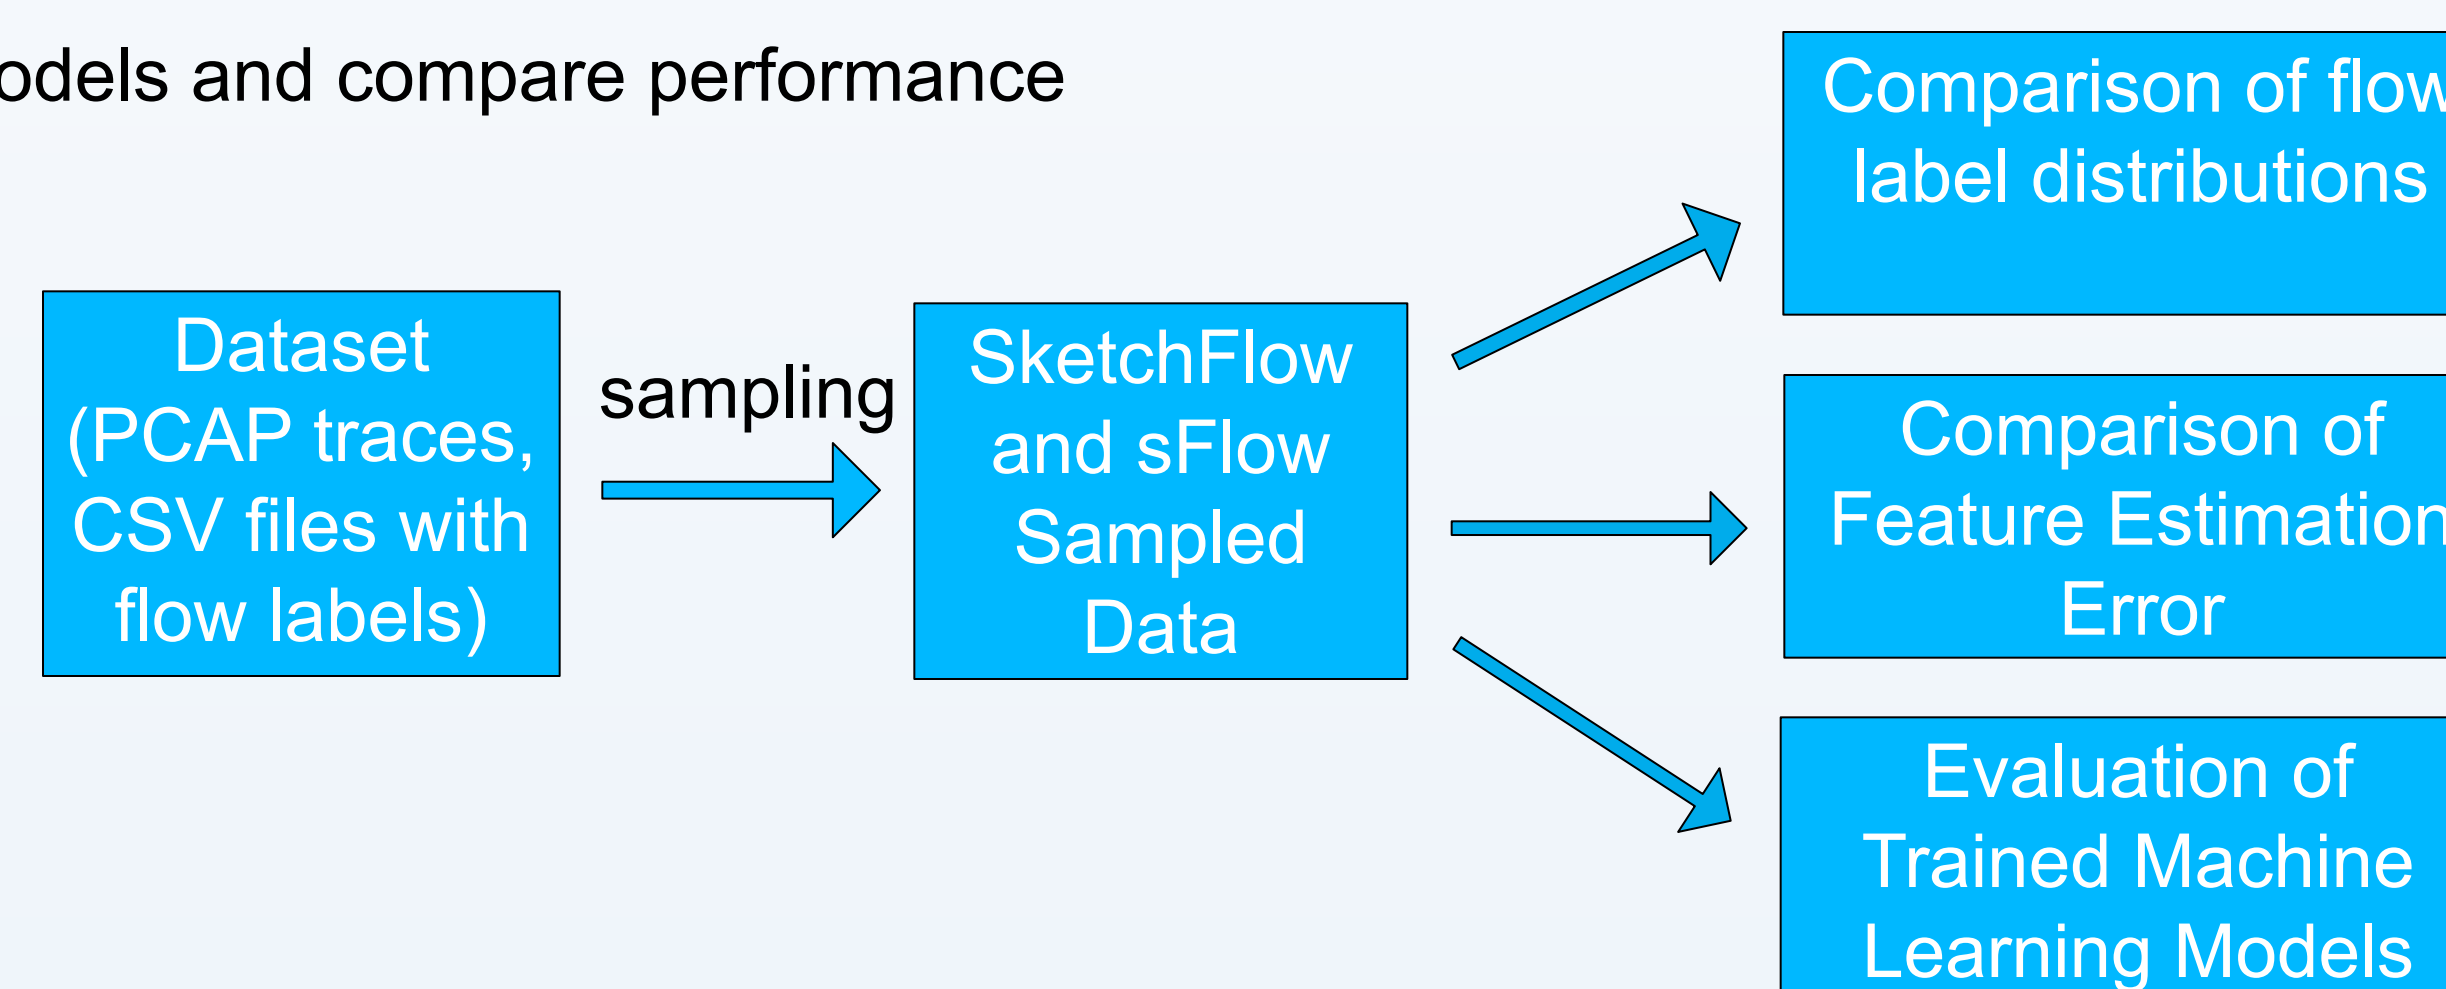 odels and compare performance
Dataset
(PCAP traces,
CSV files with
flow labels)
sampling
SketchFlow
and sFlow
Sampled
Data
Comparison of flow
label distributions
Comparison of
Feature Estimation
Error
Evaluation of
Trained Machine
Learning Models